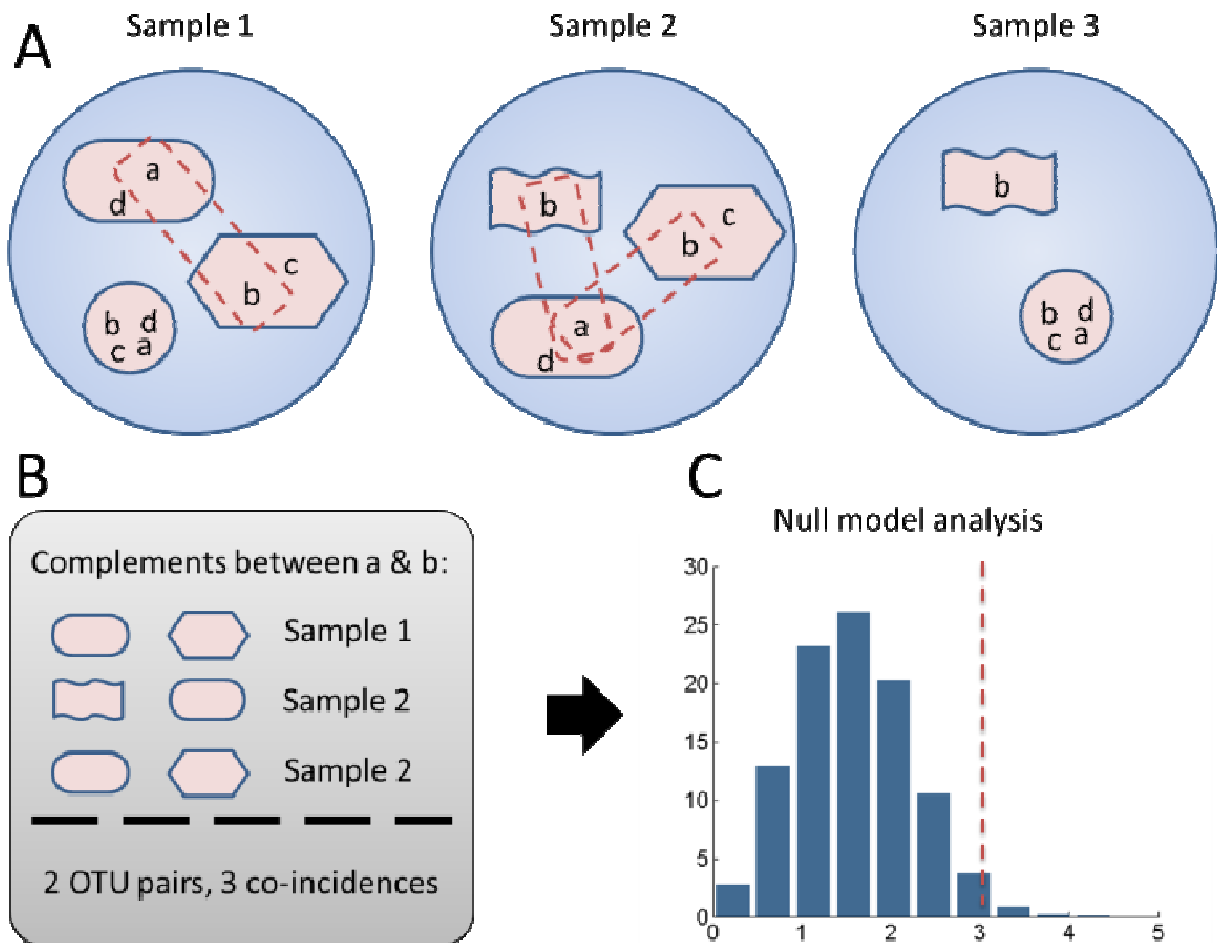 A
Sample 1
Sample 2
Sample 3
a
d
c
b
b d
c a
b
c
b
a
d
b
b d
c a
B
Complements between a & b:
Sample 1
Sample 2
Sample 2
2 OTU pairs, 3 co-incidences
C
Null model analysis
30
25
20
15
10
5
0
0 1 2 3 4 5